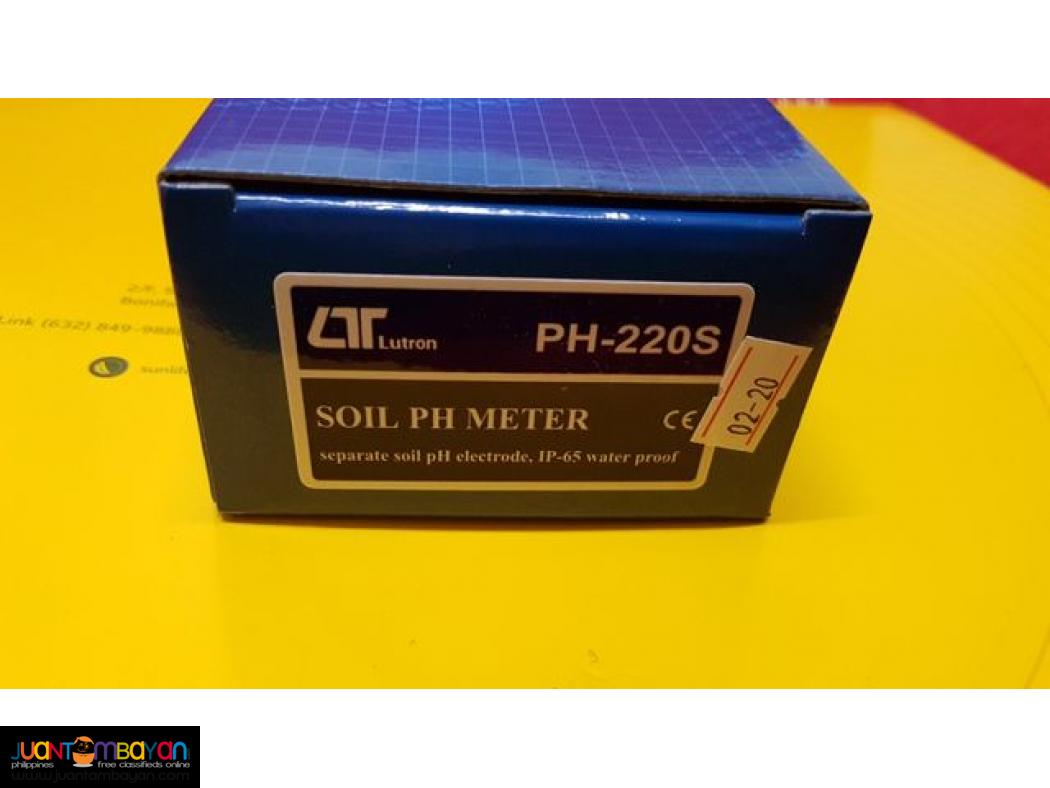 Link (632) 849-988
LT Lutron
PH-220S
SOIL PH METER
CE
02-20
separate soil pH electrode, IP-65 water proof
JUANTAMBAYAN
philippines free classifieds online
www.juantambayan.com